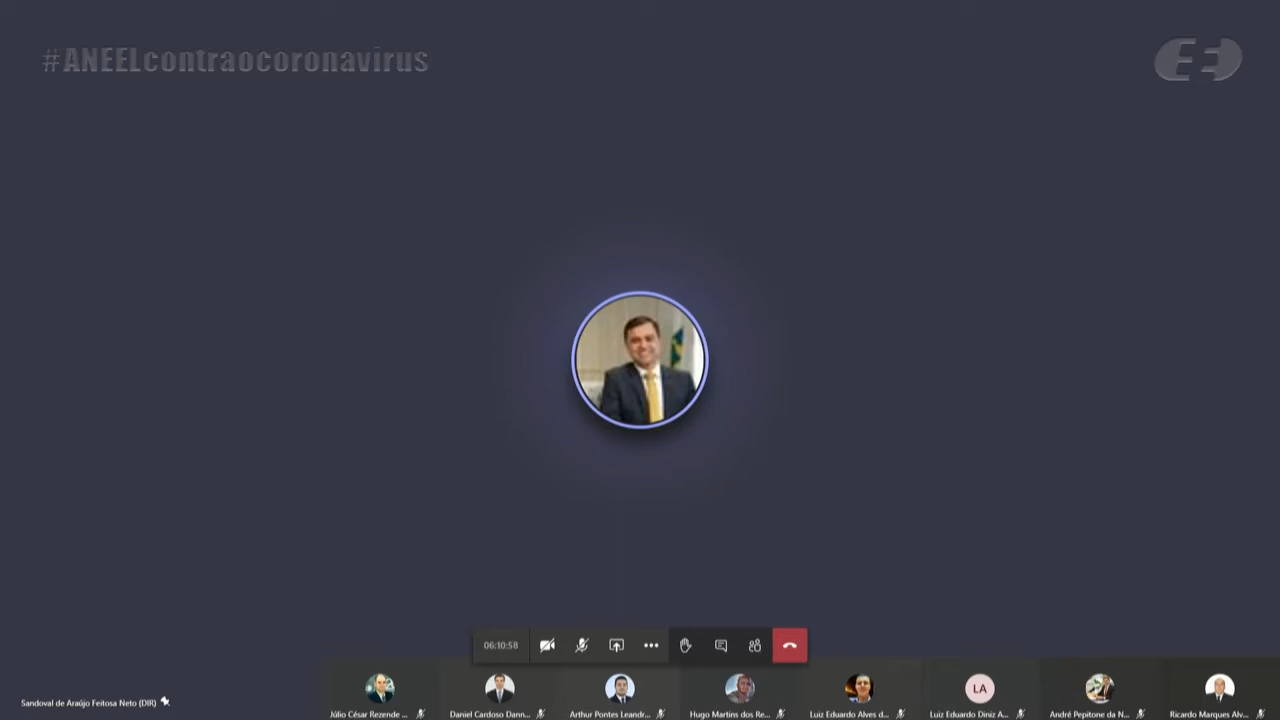 #ANEELcontraocoronavirus
06:10:58
Sandoval de Araújo Feitosa Neto (DIR)
Júlio César Rezende ...
Daniel Cardoso Dann...
Arthur Pontes Leandr...
Hugo Martins dos Re...
Luiz Eduardo Alves d...
LA
Luiz Eduardo Diniz A...
André Pepitone da N...
Ricardo Marques Alv...